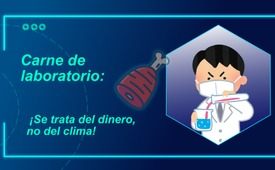 Carne de
laboratorio:
¡Se trata del dinero,
no del clima!